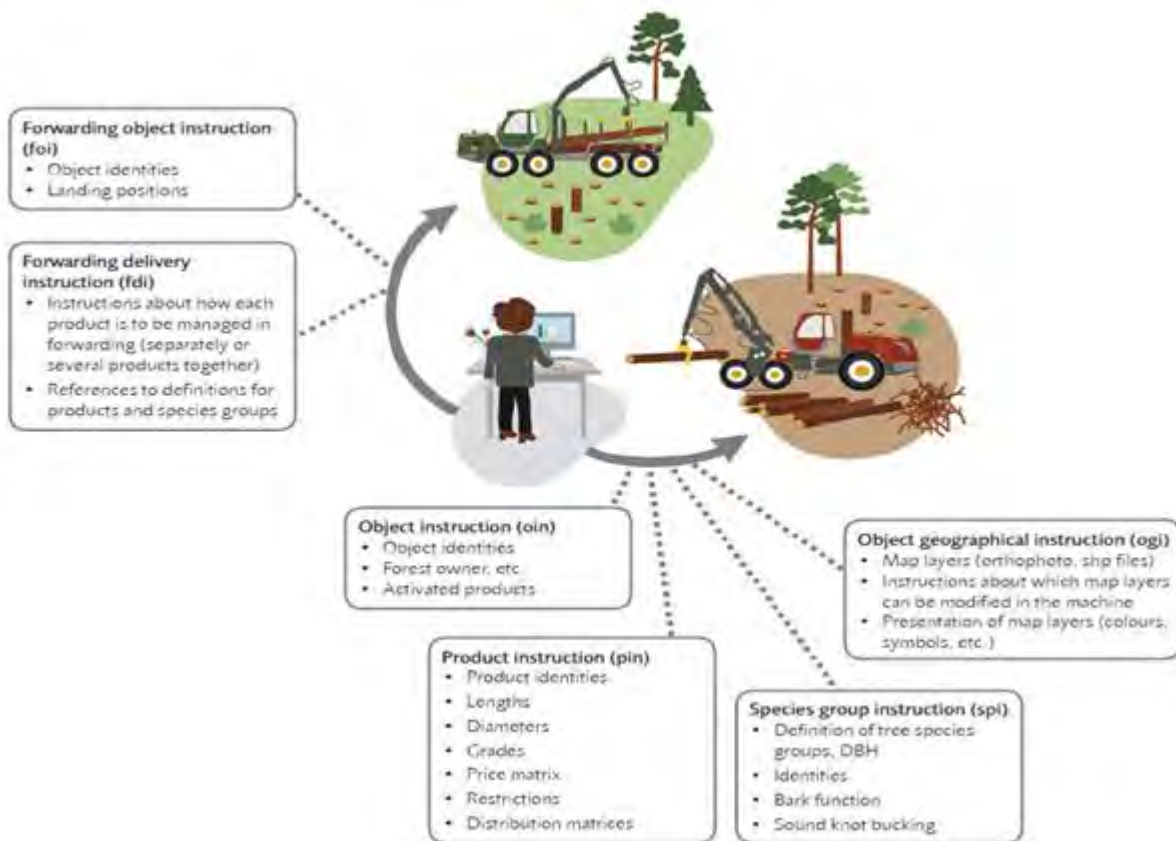 Forwarding object instruction
(foi)
• Object identities
• Landing positions
Forwarding delivery
instruction (fdi)
• Instructions about how each
product is to be managed in
forwarding (separately or
several products together)
• References to definitions for
products and species groups
Object instruction (oin)
• Object identities
• Forest owner, etc.
• Activated products
Object geographical instruction (ogi)
• Map layers (orthophoto, shp files)
• Instructions about which map layers
can be modified in the machine
• Presentation of map layers (colours,
symbols, etc.)
Product instruction (pin)
• Product identities
• Lengths
• Diameters
• Grades
• Price matrix
• Restrictions
• Distribution matrices
Species group instruction (spi)
• Definition of tree species
groups, DBH
• Identities
• Bark function
• Sound knot bucking